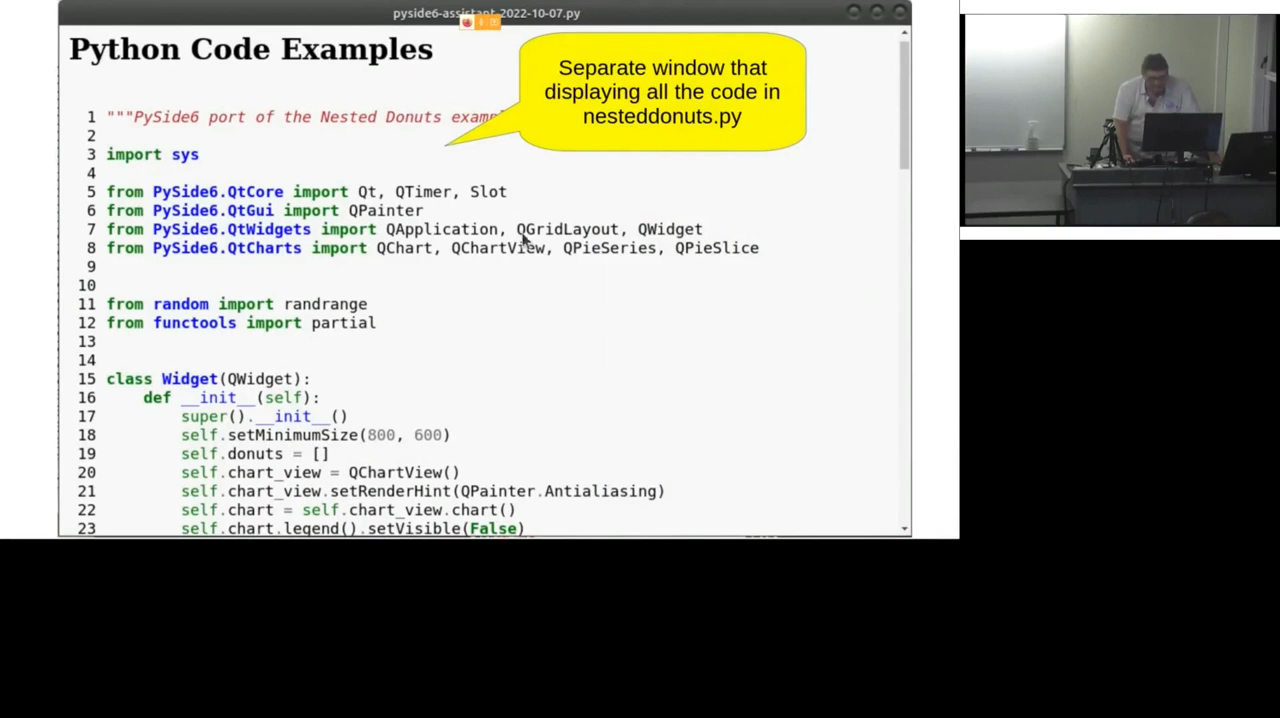 pyside6-assistant-2022-10-07.py
Python Code Examples
Separate window that
displaying all the code in
nesteddonuts.py
1 """PySide6 port of the Nested Donuts
2
3 import sys
4
5 from PySide6.QtCore import Qt, QTimer, Slot
6 from PySide6.QtGui import QPainter
7 from PySide6.QtWidgets import QApplication, QGridLayout, QWidget
8 from PySide6.QtCharts import QChart, QChartView, QPieSeries, QPieSlice
9
10
11 from random import randrange
12 from functools import partial
13
14
15 class Widget(QWidget):
16 def __init__(self):
17 super().__init__()
18 self.setMinimumSize(800, 600)
19 self.donuts = []
20 self.chart_view = QChartView()
21 self.chart_view.setRenderHint(QPainter.Antialiasing)
22 self.chart = self.chart_view.chart()
23 self.chart.legend().setVisible(False)